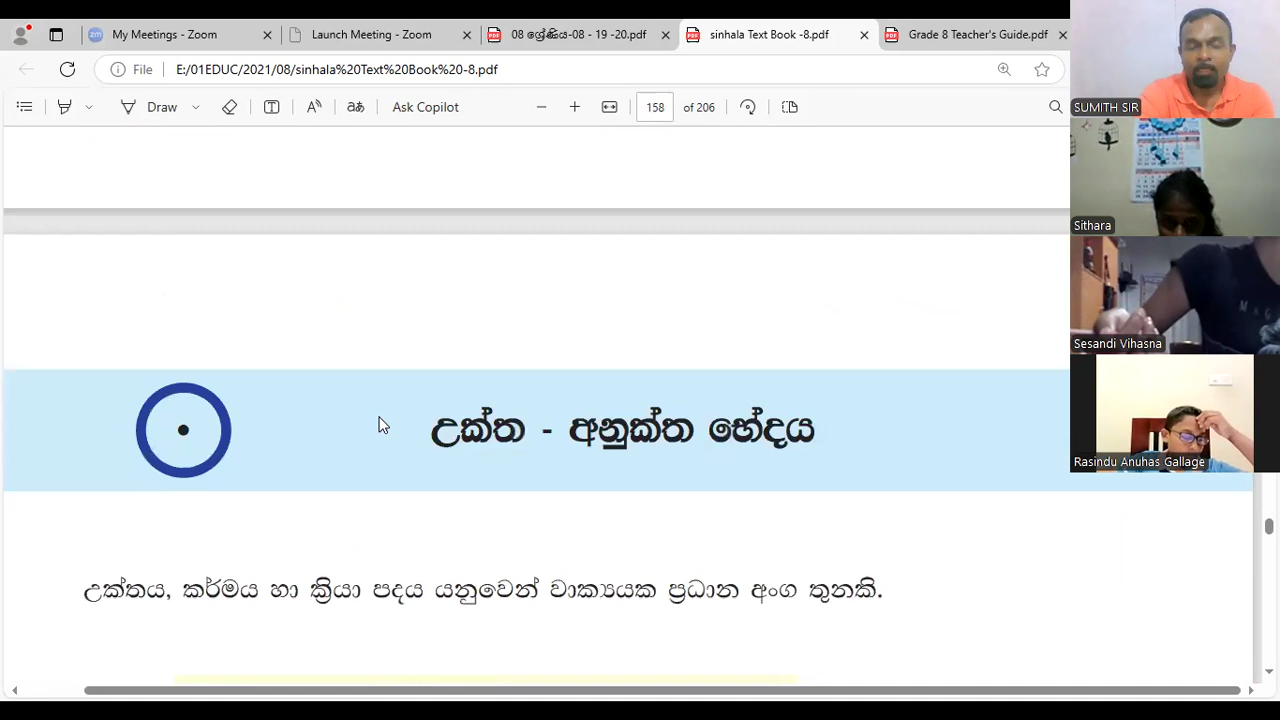 My Meetings - Zoom
Launch Meeting - Zoom
08 ශ්‍රේණිය-08 - 19 -20.pdf
sinhala Text Book -8.pdf
Grade 8 Teacher's Guide.pdf
File
E:/01EDUC/2021/08/sinhala%20Text%20Book%20-8.pdf
Draw
Ask Copilot
158
of 206
SUMITH SIR
Sithara
Sesandi Vihasna
Rasindu Anuhas Gallage
උක්ත - අනුක්ත භේදය
උක්තය, කර්මය හා ක්‍රියා පදය යනුවෙන් වාක්‍යයක ප්‍රධාන අංග තුනකි.